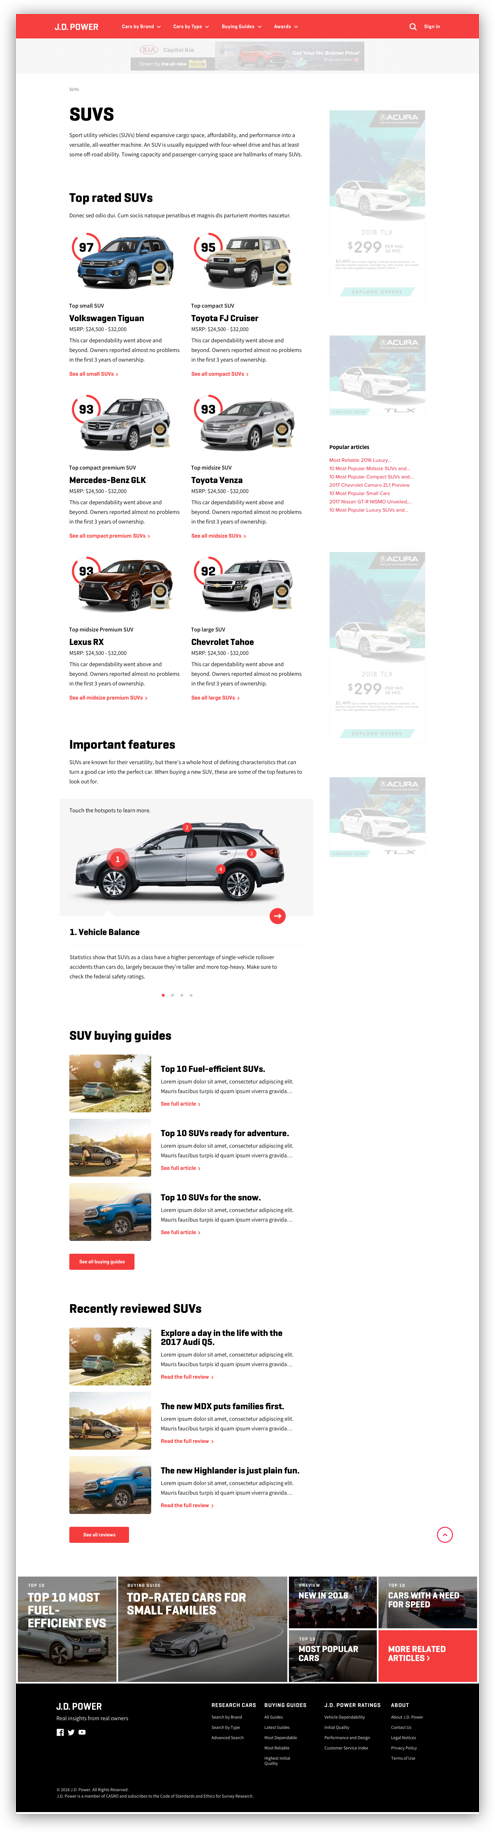 J.D. POWER
Cars by Brand
Cars by Type
Buying Guides
Awards
Sign in
KIA Capitol Kia
Driven by the all new
SUVs
SUVS
Sport utility vehicles (SUVs) blend expansive cargo space, affordability, and performance into a
versatile, all-weather machine. An SUV is usually equipped with four-wheel drive and has at least
some off-road ability. Towing capacity and passenger-carrying space are hallmarks of many SUVs.
Top rated SUVs
Donec sed odio dui. Cum sociis natoque penatibus et magnis dis parturient montes nascetur.
97
Top small SUV
Volkswagen Tiguan
MSRP: $24,500 - $32,000
This car dependability went above and
beyond. Owners reported almost no problems
in the first 3 years of ownership.
See all small SUVs ›
95
Top compact SUV
Toyota FJ Cruiser
MSRP: $24,500 - $32,000
This car dependability went above and
beyond. Owners reported almost no problems
in the first 3 years of ownership.
See all compact SUVs ›
93
Top compact premium SUV
Mercedes-Benz GLK
MSRP: $24,500 - $32,000
This car dependability went above and
beyond. Owners reported almost no problems
in the first 3 years of ownership.
See all compact premium SUVs ›
93
Top midsize SUV
Toyota Venza
MSRP: $24,500 - $32,000
This car dependability went above and
beyond. Owners reported almost no problems
in the first 3 years of ownership.
See all midsize SUVs ›
93
Top midsize Premium SUV
Lexus RX
MSRP: $24,500 - $32,000
This car dependability went above and
beyond. Owners reported almost no problems
in the first 3 years of ownership.
See all midsize premium SUVs ›
92
Top large SUV
Chevrolet Tahoe
MSRP: $24,500 - $32,000
This car dependability went above and
beyond. Owners reported almost no problems
in the first 3 years of ownership.
See all large SUVs ›
ACURA
2018 TLX
$299
EXPLORE OFFERS
ACURA
TLX
Popular articles
Most Reliable 2016 Luxury...
10 Most Popular Midsize SUVs and...
10 Most Popular Compact SUVs and...
2017 Chevrolet Camaro ZL1 Preview
10 Most Popular Small Cars
2017 Nissan GT-R NISMO Unveiled,...
10 Most Popular Luxury SUVs and...
ACURA
2018 TLX
$299
EXPLORE OFFERS
ACURA
TLX
Important features
SUVs are known for their versatility, but there's a whole host of defining characteristics that can
turn a good car into the perfect car. When buying a new SUV, these are some of the top features to
look out for.
Touch the hotspots to learn more.
1
2
3
4
1. Vehicle Balance
Statistics show that SUVs as a class have a higher percentage of single-vehicle rollover
accidents than cars do, largely because they're taller and more top-heavy. Make sure to
check the federal safety ratings.
SUV buying guides
Top 10 Fuel-efficient SUVs.
Lorem ipsum dolor sit amet, consectetur adipiscing elit.
Mauris faucibus turpis id quam ipsum viverra gravida...
See full article ›
Top 10 SUVs ready for adventure.
Lorem ipsum dolor sit amet, consectetur adipiscing elit.
Mauris faucibus turpis id quam ipsum viverra gravida...
See full article ›
Top 10 SUVs for the snow.
Lorem ipsum dolor sit amet, consectetur adipiscing elit.
Mauris faucibus turpis id quam ipsum viverra gravida...
See full article ›
See all buying guides
Recently reviewed SUVs
Explore a day in the life with the
2017 Audi Q5.
Lorem ipsum dolor sit amet, consectetur adipiscing elit.
Mauris faucibus turpis id quam ipsum viverra gravida...
Read the full review ›
The new MDX puts families first.
Lorem ipsum dolor sit amet, consectetur adipiscing elit.
Mauris faucibus turpis id quam ipsum viverra gravida...
Read the full review ›
The new Highlander is just plain fun.
Lorem ipsum dolor sit amet, consectetur adipiscing elit.
Mauris faucibus turpis id quam ipsum viverra gravida...
Read the full review ›
See all reviews
TOP 10
TOP 10 MOST
FUEL-
EFFICIENT EVS
BUYING GUIDE
TOP-RATED CARS FOR
SMALL FAMILIES
PREVIEW
NEW IN 2018
TOP 10
CARS WITH A NEED
FOR SPEED
TOP 10
MOST POPULAR
CARS
MORE RELATED
ARTICLES ›
J.D. POWER
Real insights from real owners
RESEARCH CARS
Search by Brand
Search by Type
Advanced Search
BUYING GUIDES
All Guides
Latest Guides
Most Dependable
Most Reliable
Highest Initial
Quality
J.D. POWER RATINGS
Vehicle Dependability
Initial Quality
Performance and Design
Customer Service Index
ABOUT
About J.D. Power
Contact Us
Legal Notices
Privacy Policy
Terms of Use
© 2018 J.D. Power. All Rights Reserved.
J.D. Power is a member of CASRO and subscribes to the Code of Standards and Ethics for Survey Research.